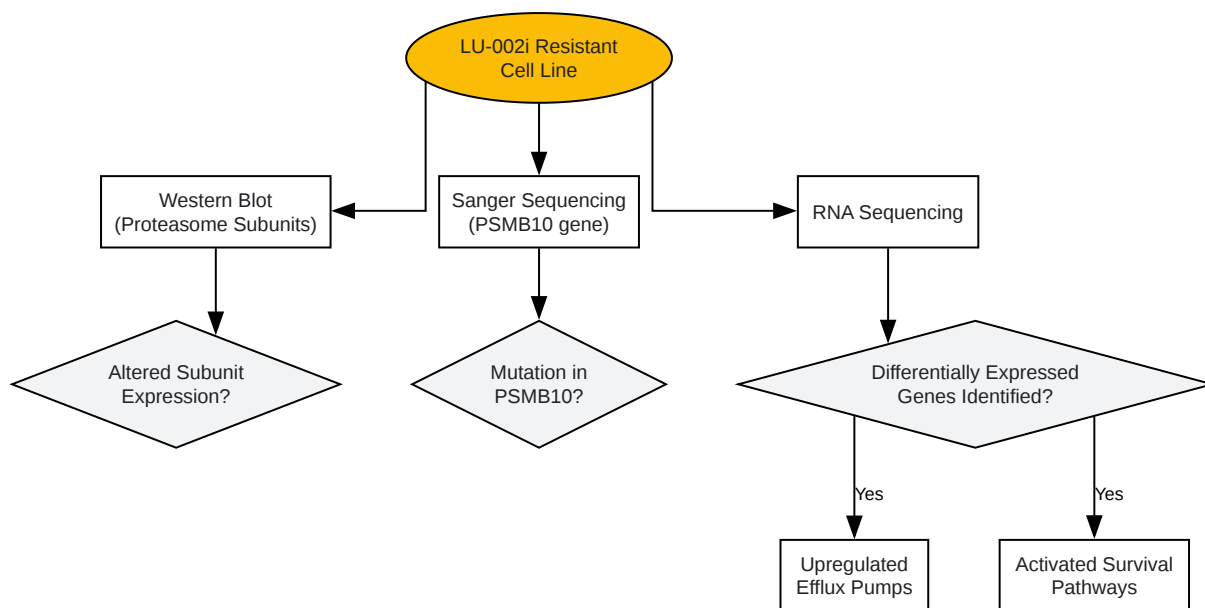 LU-002i Resistant
Cell Line
Western Blot
(Proteasome Subunits)
Sanger Sequencing
(PSMB10 gene)
RNA Sequencing
Altered Subunit
Expression?
Mutation in
PSMB10?
Differentially Expressed
Genes Identified?
Yes
Yes
Upregulated
Efflux Pumps
Activated Survival
Pathways